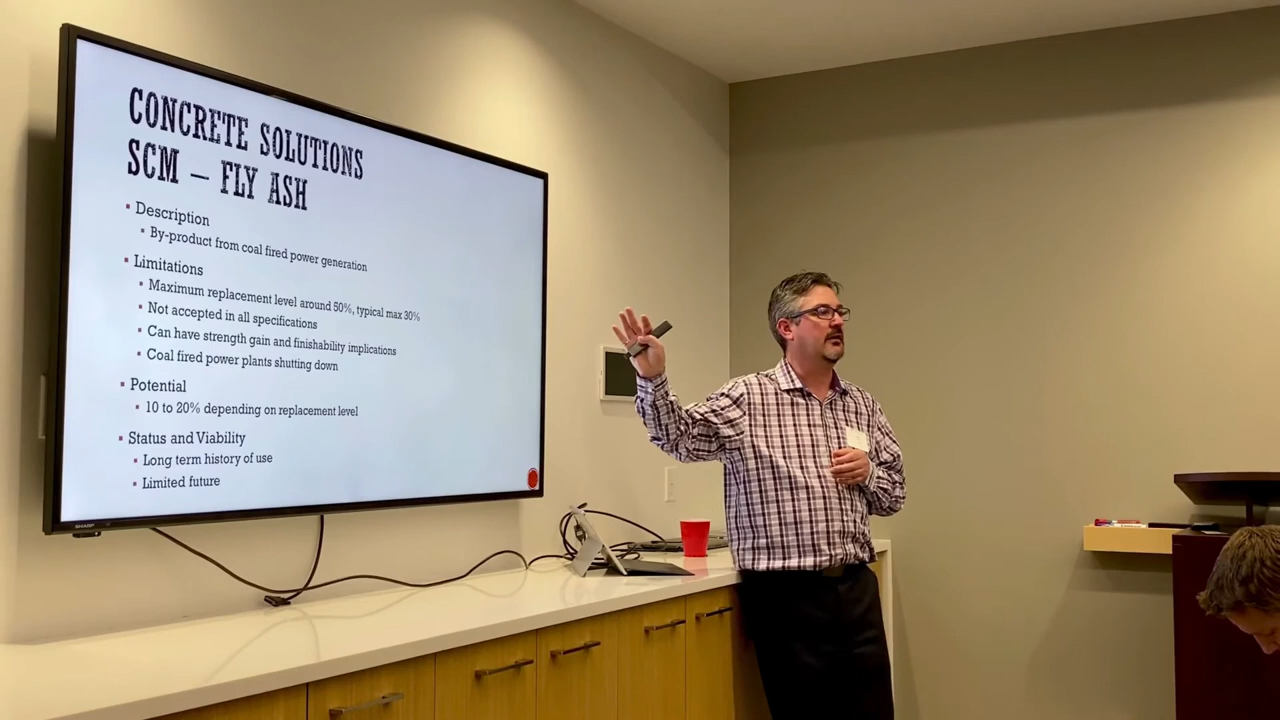 CONCRETE SOLUTIONS
SCM – FLY ASH
▪ Description
▪ By-product from coal fired power generation
▪ Limitations
▪ Maximum replacement level around 50%, typical max 30%
▪ Not accepted in all specifications
▪ Can have strength gain and finishability implications
▪ Coal fired power plants shutting down
▪ Potential
▪ 10 to 20% depending on replacement level
▪ Status and Viability
▪ Long term history of use
▪ Limited future
SHARP